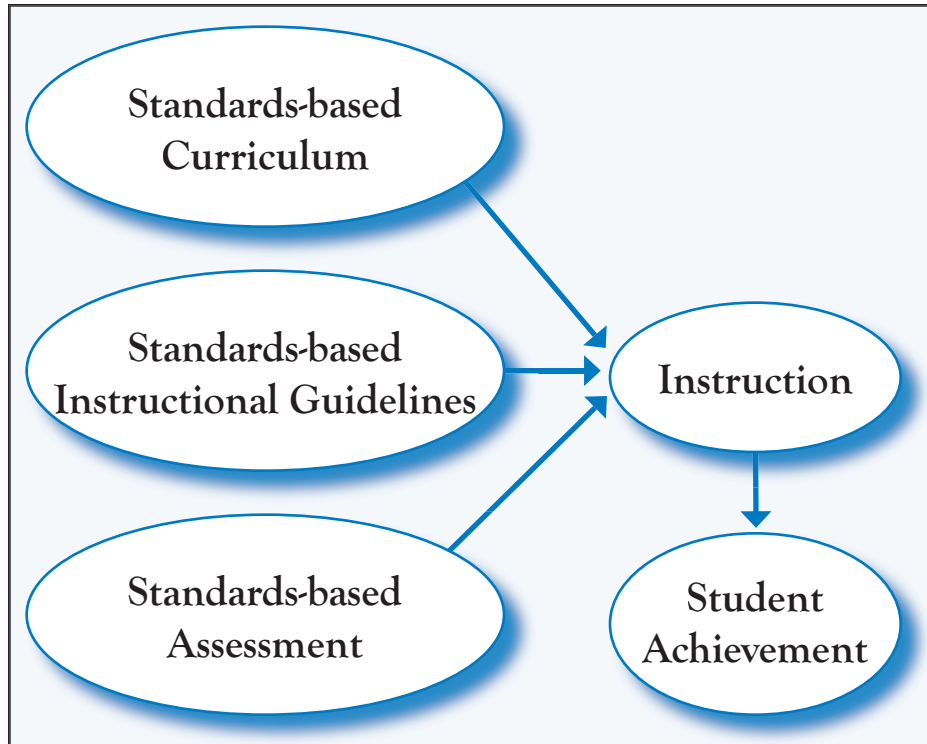 Standards-based
Curriculum
Standards-based
Instructional Guidelines
Instruction
Standards-based
Assessment
Student
Achievement